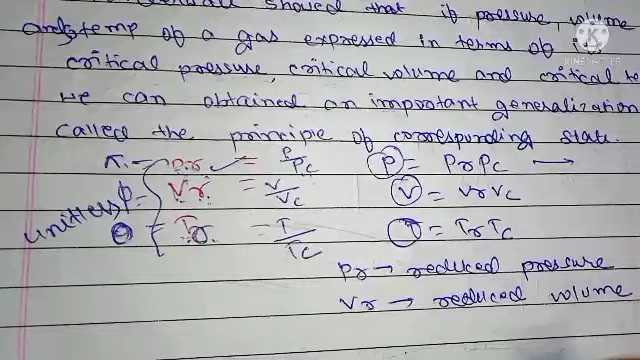 showed that if pressure, volume
and temp of a gas expressed in terms of
critical pressure, critical volume and critical te
we can obtained an important generalization
called the principle of corresponding state.
π = Pr = P/Pc P = PrPc →
unitless φ = Vr = V/Vc V = VrVc
θ = Tr = T/Tc T = TrTc
Pr → reduced pressure
Vr → reduced volume